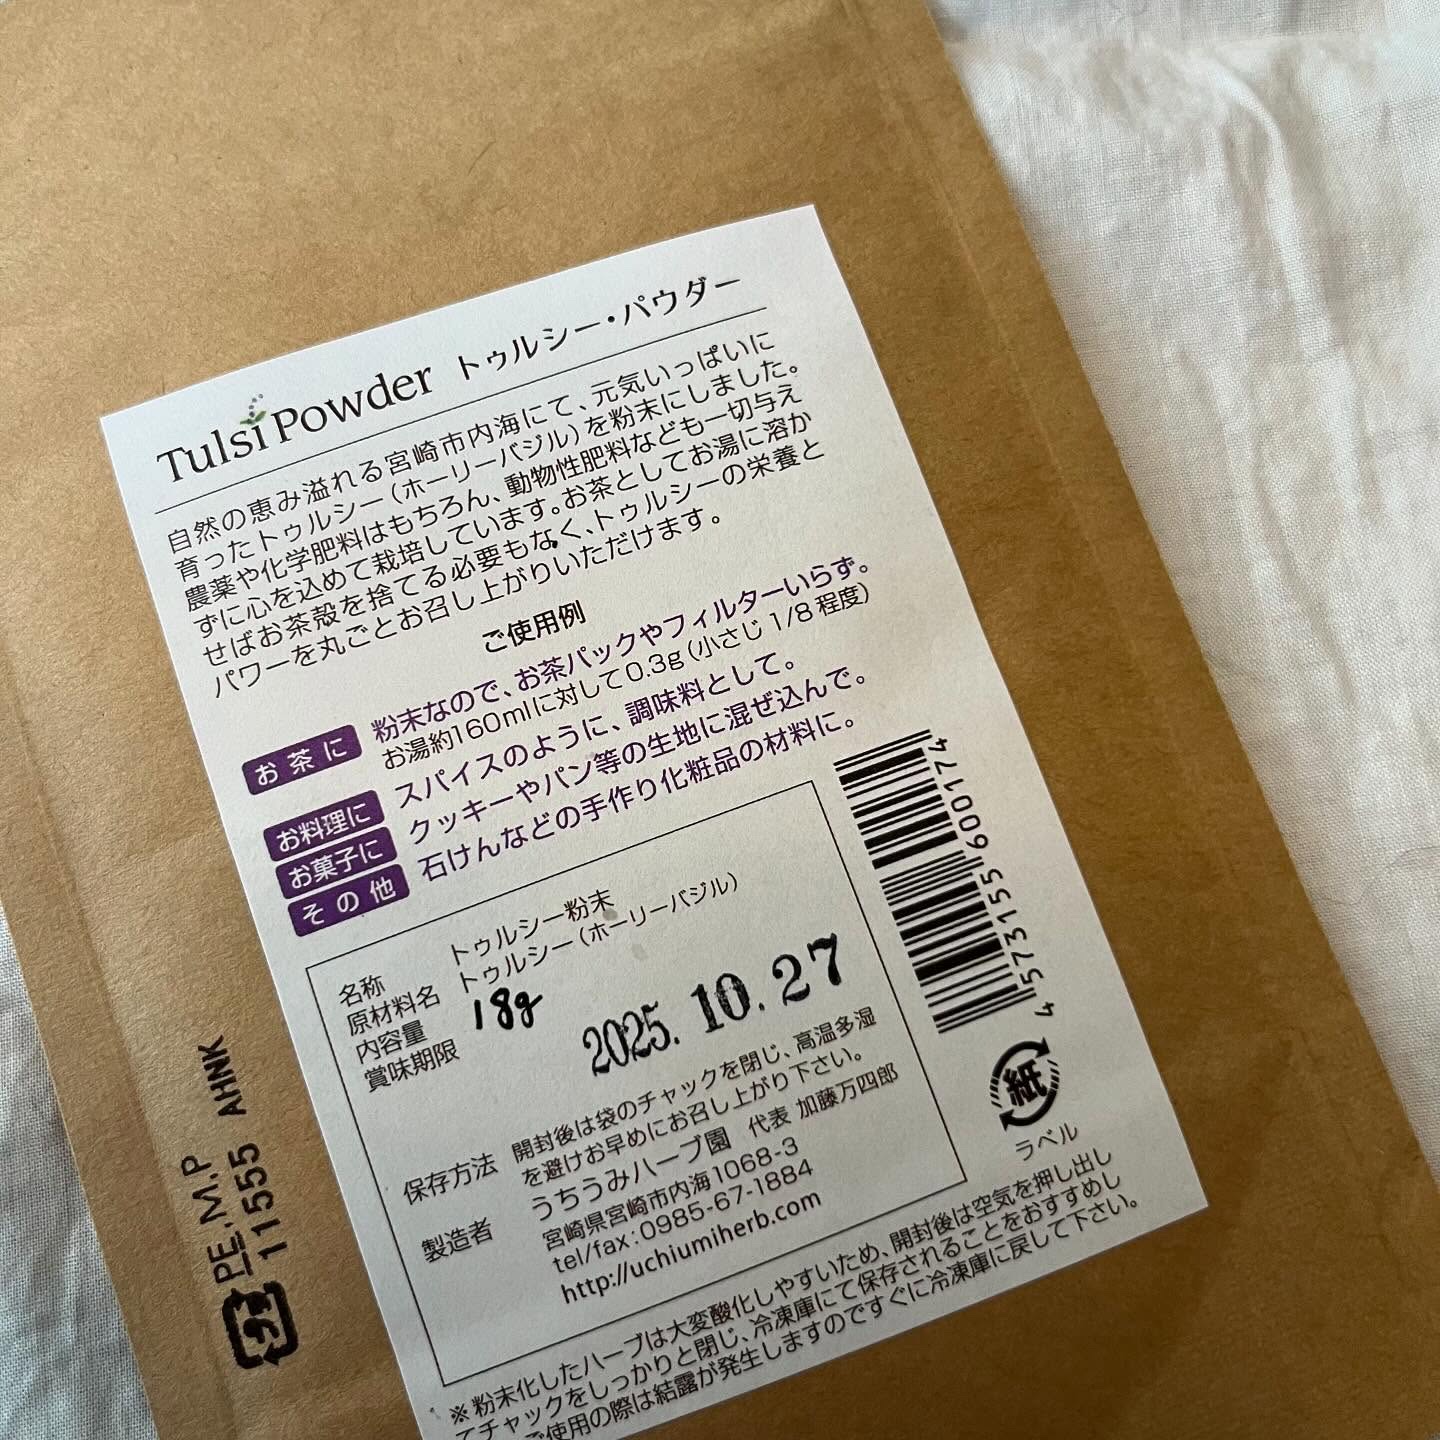 Tulsi Powder トゥルシー・パウダー
自然の恵み溢れる宮崎市内海にて、元気いっぱいに
育ったトゥルシー(ホーリーバジル)を粉末にしました。
農薬や化学肥料はもちろん、動物性肥料なども一切与え
ずに心を込めて栽培しています。お茶としてお湯に溶か
せばお茶殻を捨てる必要もなく、トゥルシーの栄養と
パワーを丸ごとお召し上がりいただけます。
ご使用例
お茶に 粉末なので、お茶パックやフィルターいらず。
お湯約160mlに対して0.3g(小さじ1/8程度)
お料理に スパイスのように、調味料として。
お菓子に クッキーやパン等の生地に混ぜ込んで。
その他 石けんなどの手作り化粧品の材料に。
名称 トゥルシー粉末
原材料名 トゥルシー(ホーリーバジル)
内容量 18g
賞味期限 2025.10.27
保存方法 開封後は袋のチャックを閉じ、高温多湿
を避けお早めにお召し上がり下さい。
製造者 うちうみハーブ園 代表 加藤万四郎
宮崎県宮崎市内海1068-3
tel/fax:0985-67-1884
http://uchiumiherb.com
4573155600174
紙
ラベル
※粉末化したハーブは大変酸化しやすいため、開封後は空気を押し出し
てチャックをしっかりと閉じ、冷凍庫にて保存されることをおすすめし
ご使用の際は結露が発生しますのですぐに冷凍庫に戻して下さい。
プラ PE.M.P
11555 AHNK